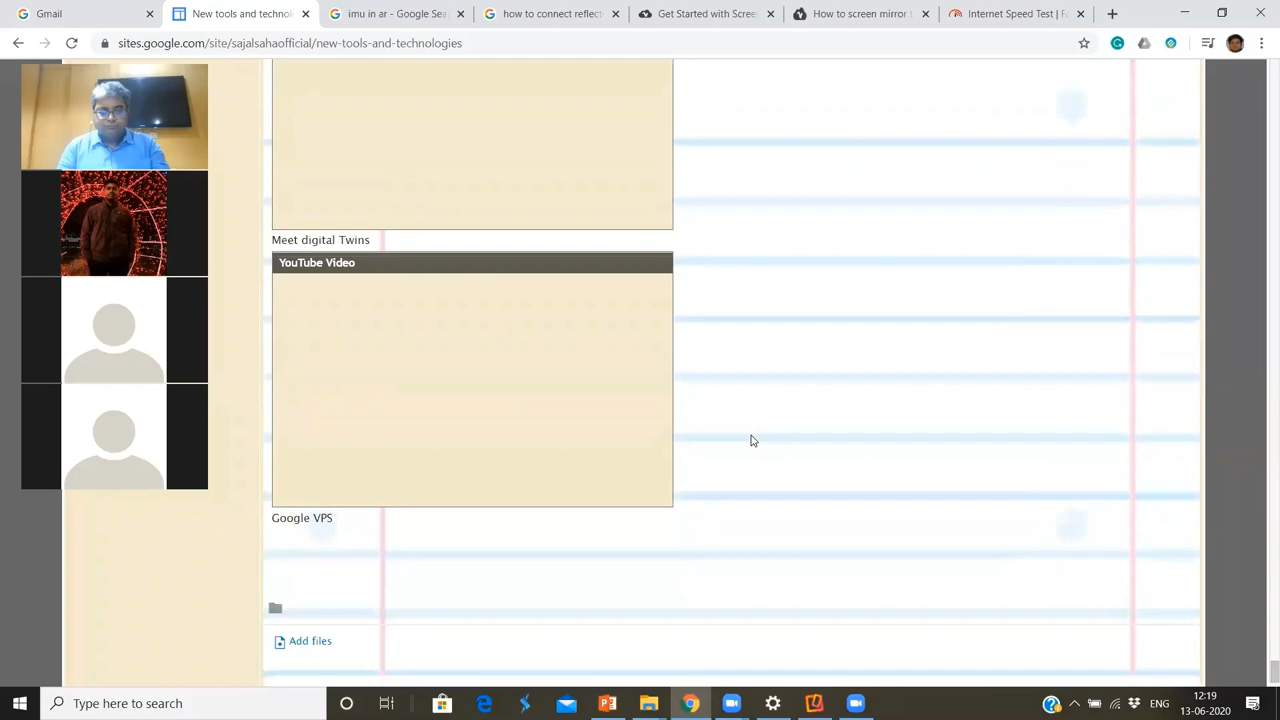 Gmail
New tools and technol
imu in ar - Google Sea
how to connect reflect
Get Started with Scree
How to screen mirror t
Internet Speed Test | F
sites.google.com/site/sajalsahaofficial/new-tools-and-technologies
Meet digital Twins
YouTube Video
Google VPS
Add files
Type here to search
ENG
12:19
13-06-2020